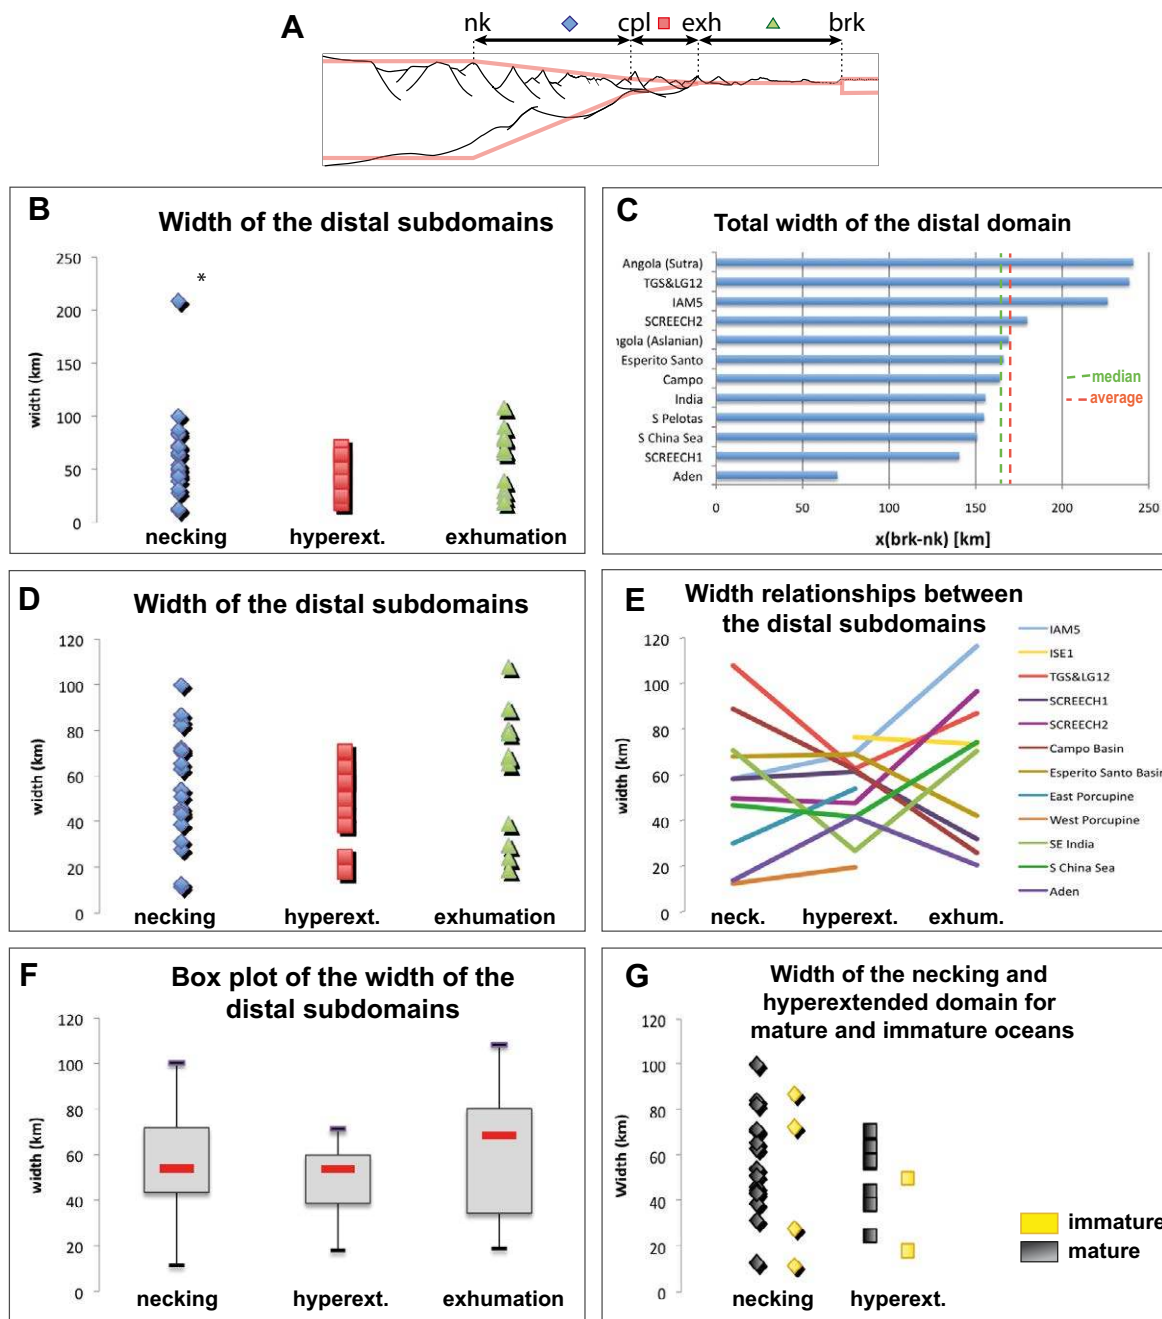 A
nk cpl exh brk
B
Width of the distal subdomains
width (km)
250
200
150
100
50
0
*
necking hyperext. exhumation
C
Total width of the distal domain
Angola (Sutra)
TGS&LG12
IAM5
SCREECH2
ngola (Aslanian)
Esperito Santo
Campo
India
S Pelotas
S China Sea
SCREECH1
Aden
median
average
0 50 100 150 200 250
x(brk-nk) [km]
D
Width of the distal subdomains
width (km)
120
100
80
60
40
20
0
necking hyperext. exhumation
E
Width relationships between
the distal subdomains
width (km)
120
100
80
60
40
20
0
neck. hyperext. exhum.
IAM5
ISE1
TGS&LG12
SCREECH1
SCREECH2
Campo Basin
Esperito Santo Basin
East Porcupine
West Porcupine
SE India
S China Sea
Aden
F
Box plot of the width of the
distal subdomains
width (km)
120
100
80
60
40
20
0
necking hyperext. exhumation
G
Width of the necking and
hyperextended domain for
mature and immature oceans
Width (km)
120
100
80
60
40
20
0
necking hyperext.
immature
mature